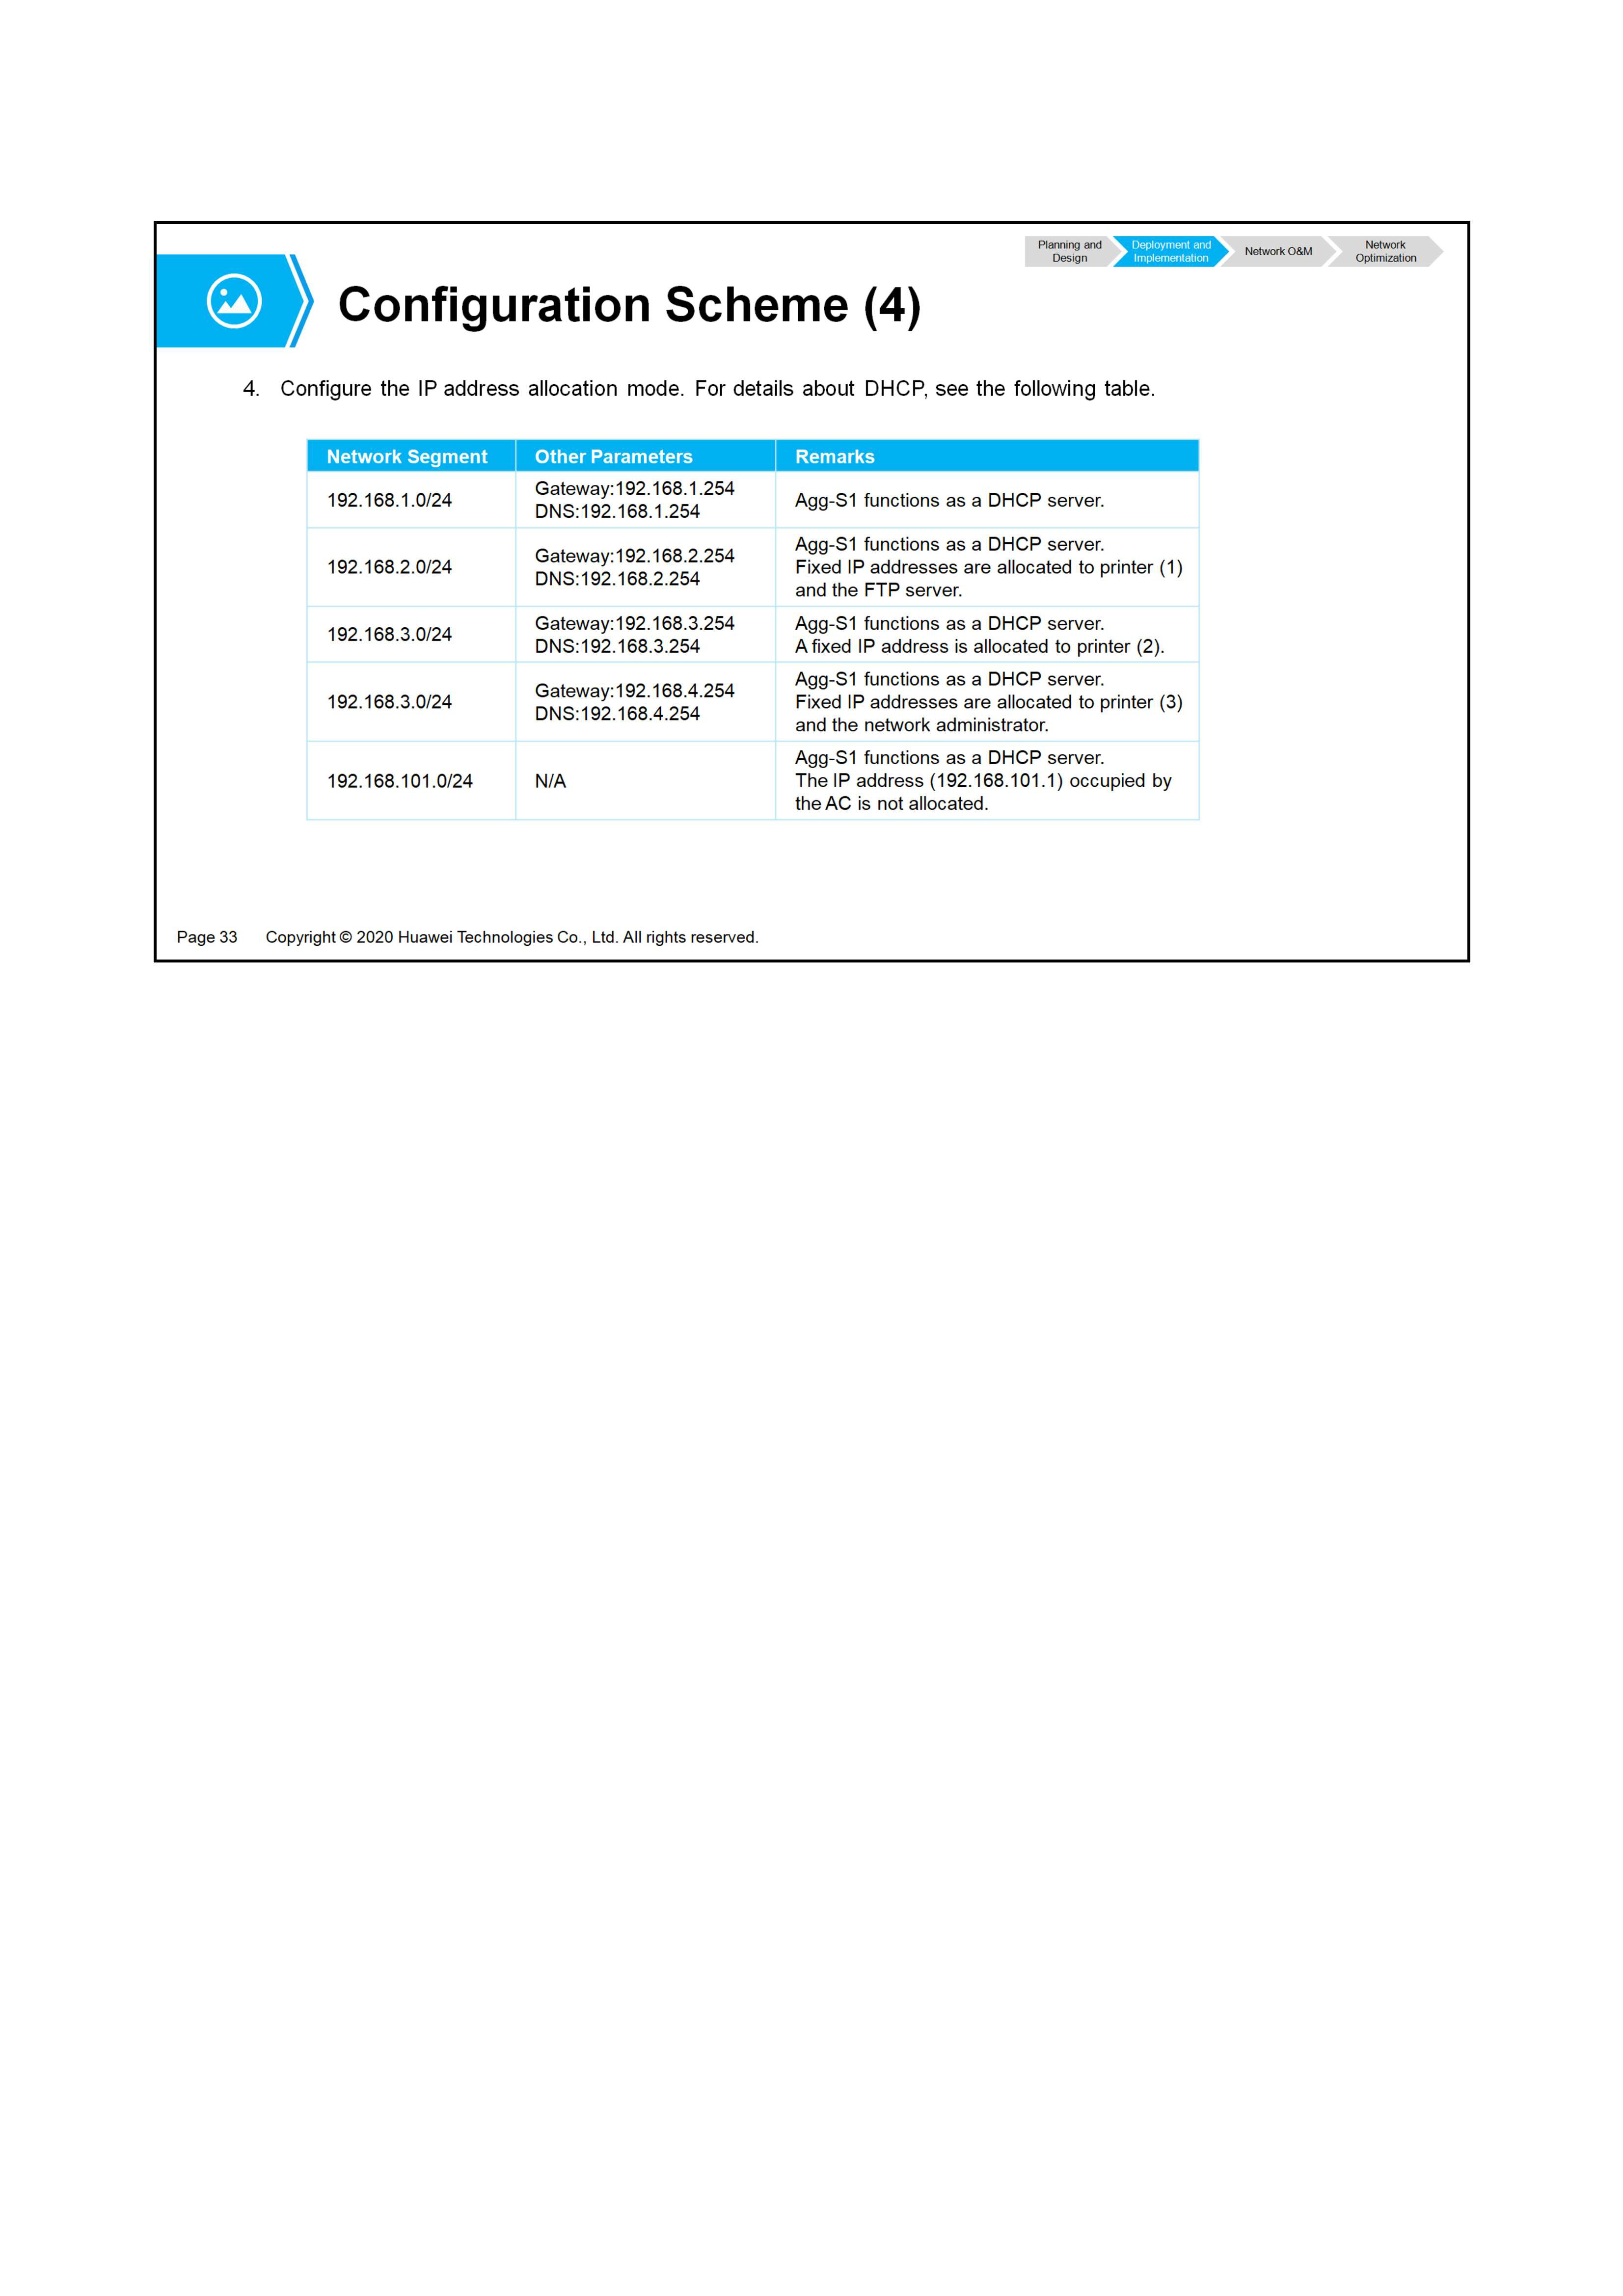 Planning and
Design
Deployment and
Implementation
Network O&M
Network
Optimization
Configuration Scheme (4)
4. Configure the IP address allocation mode. For details about DHCP, see the following table.
Network Segment Other Parameters Remarks
192.168.1.0/24
Gateway:192.168.1.254
DNS:192.168.1.254
Agg-S1 functions as a DHCP server.
192.168.2.0/24
Gateway:192.168.2.254
DNS:192.168.2.254
Agg-S1 functions as a DHCP server.
Fixed IP addresses are allocated to printer (1)
and the FTP server.
192.168.3.0/24
Gateway:192.168.3.254
DNS:192.168.3.254
Agg-S1 functions as a DHCP server.
A fixed IP address is allocated to printer (2).
192.168.3.0/24
Gateway:192.168.4.254
DNS:192.168.4.254
Agg-S1 functions as a DHCP server.
Fixed IP addresses are allocated to printer (3)
and the network administrator.
192.168.101.0/24
N/A
Agg-S1 functions as a DHCP server.
The IP address (192.168.101.1) occupied by
the AC is not allocated.
Page 33 Copyright © 2020 Huawei Technologies Co., Ltd. All rights reserved.